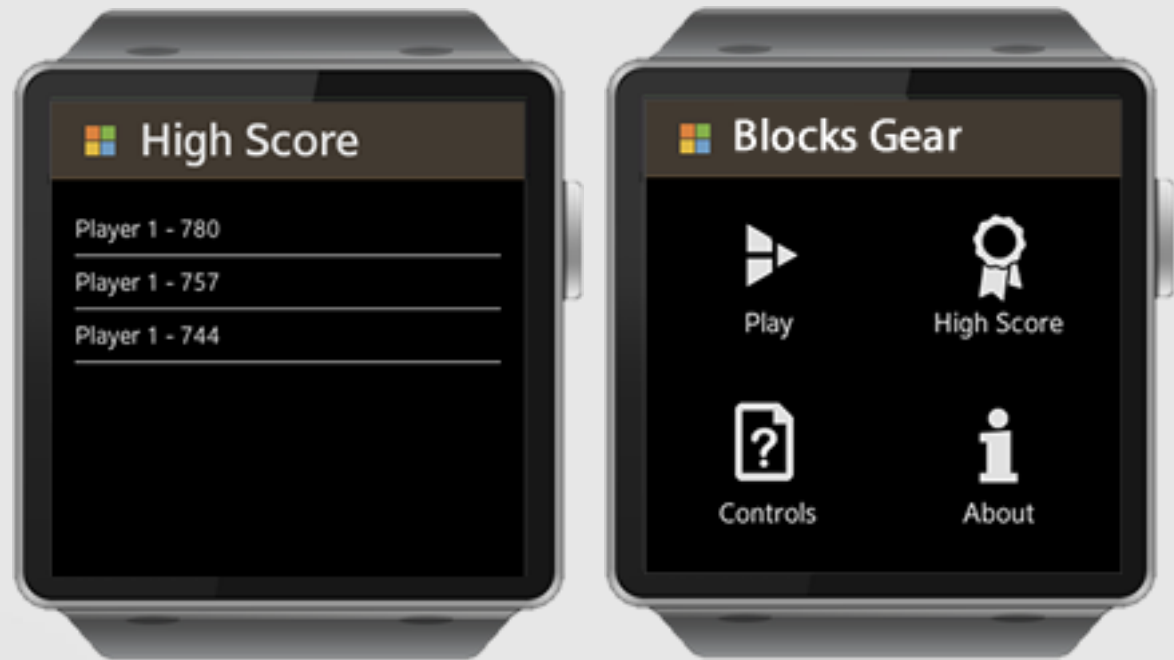 High Score
Player 1 - 780
Player 1 - 757
Player 1 - 744
Blocks Gear
Play
High Score
?
Controls
About